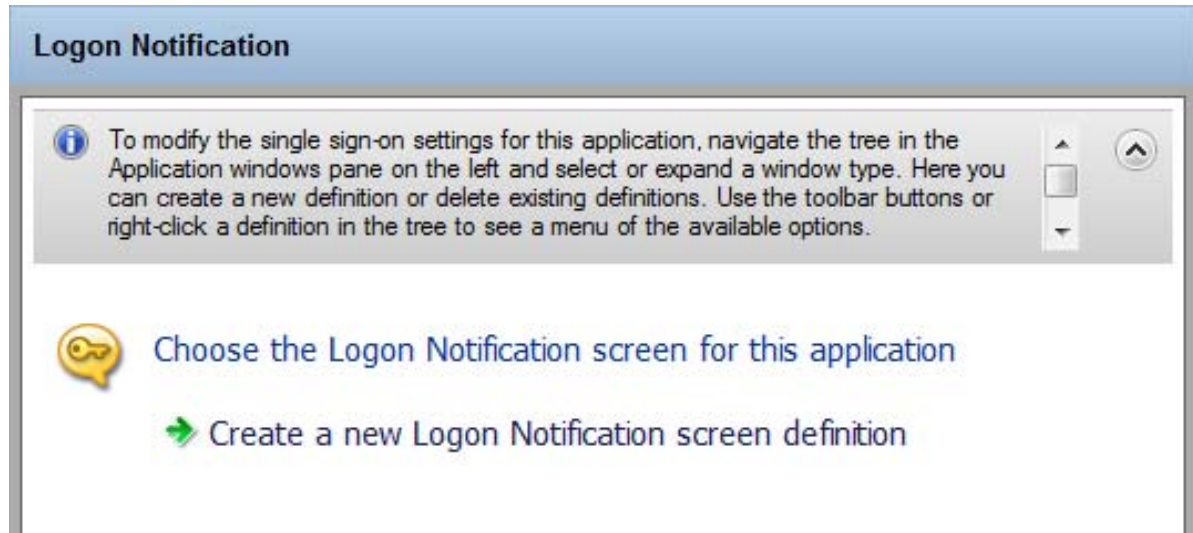 Logon Notification
To modify the single sign-on settings for this application, navigate the tree in the
Application windows pane on the left and select or expand a window type. Here you
can create a new definition or delete existing definitions. Use the toolbar buttons or
right-click a definition in the tree to see a menu of the available options.
Choose the Logon Notification screen for this application
Create a new Logon Notification screen definition